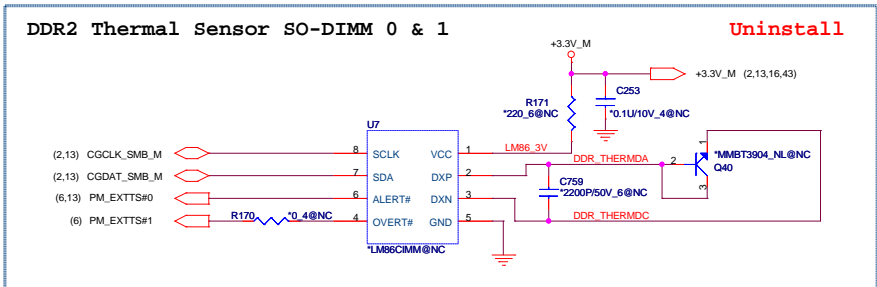 DDR2 Thermal Sensor SO-DIMM 0 & 1
Uninstall
+3.3V_M
+3.3V_M (2,13,16,43)
R171
*220_6@NC
C253
*0.1U/10V_4@NC
U7
(2,13) CGCLK_SMB_M
8 SCLK VCC 1
LM86_3V
(2,13) CGDAT_SMB_M
7 SDA DXP 2
DDR_THERMDA
(6,13) PM_EXTTS#0
6 ALERT# DXN 3
DDR_THERMDC
(6) PM_EXTTS#1
R170
*0_4@NC
4 OVERT# GND 5
*LM86CIMM@NC
C759
*2200P/50V_6@NC
1
2
3
*MMBT3904_NL@NC
Q40